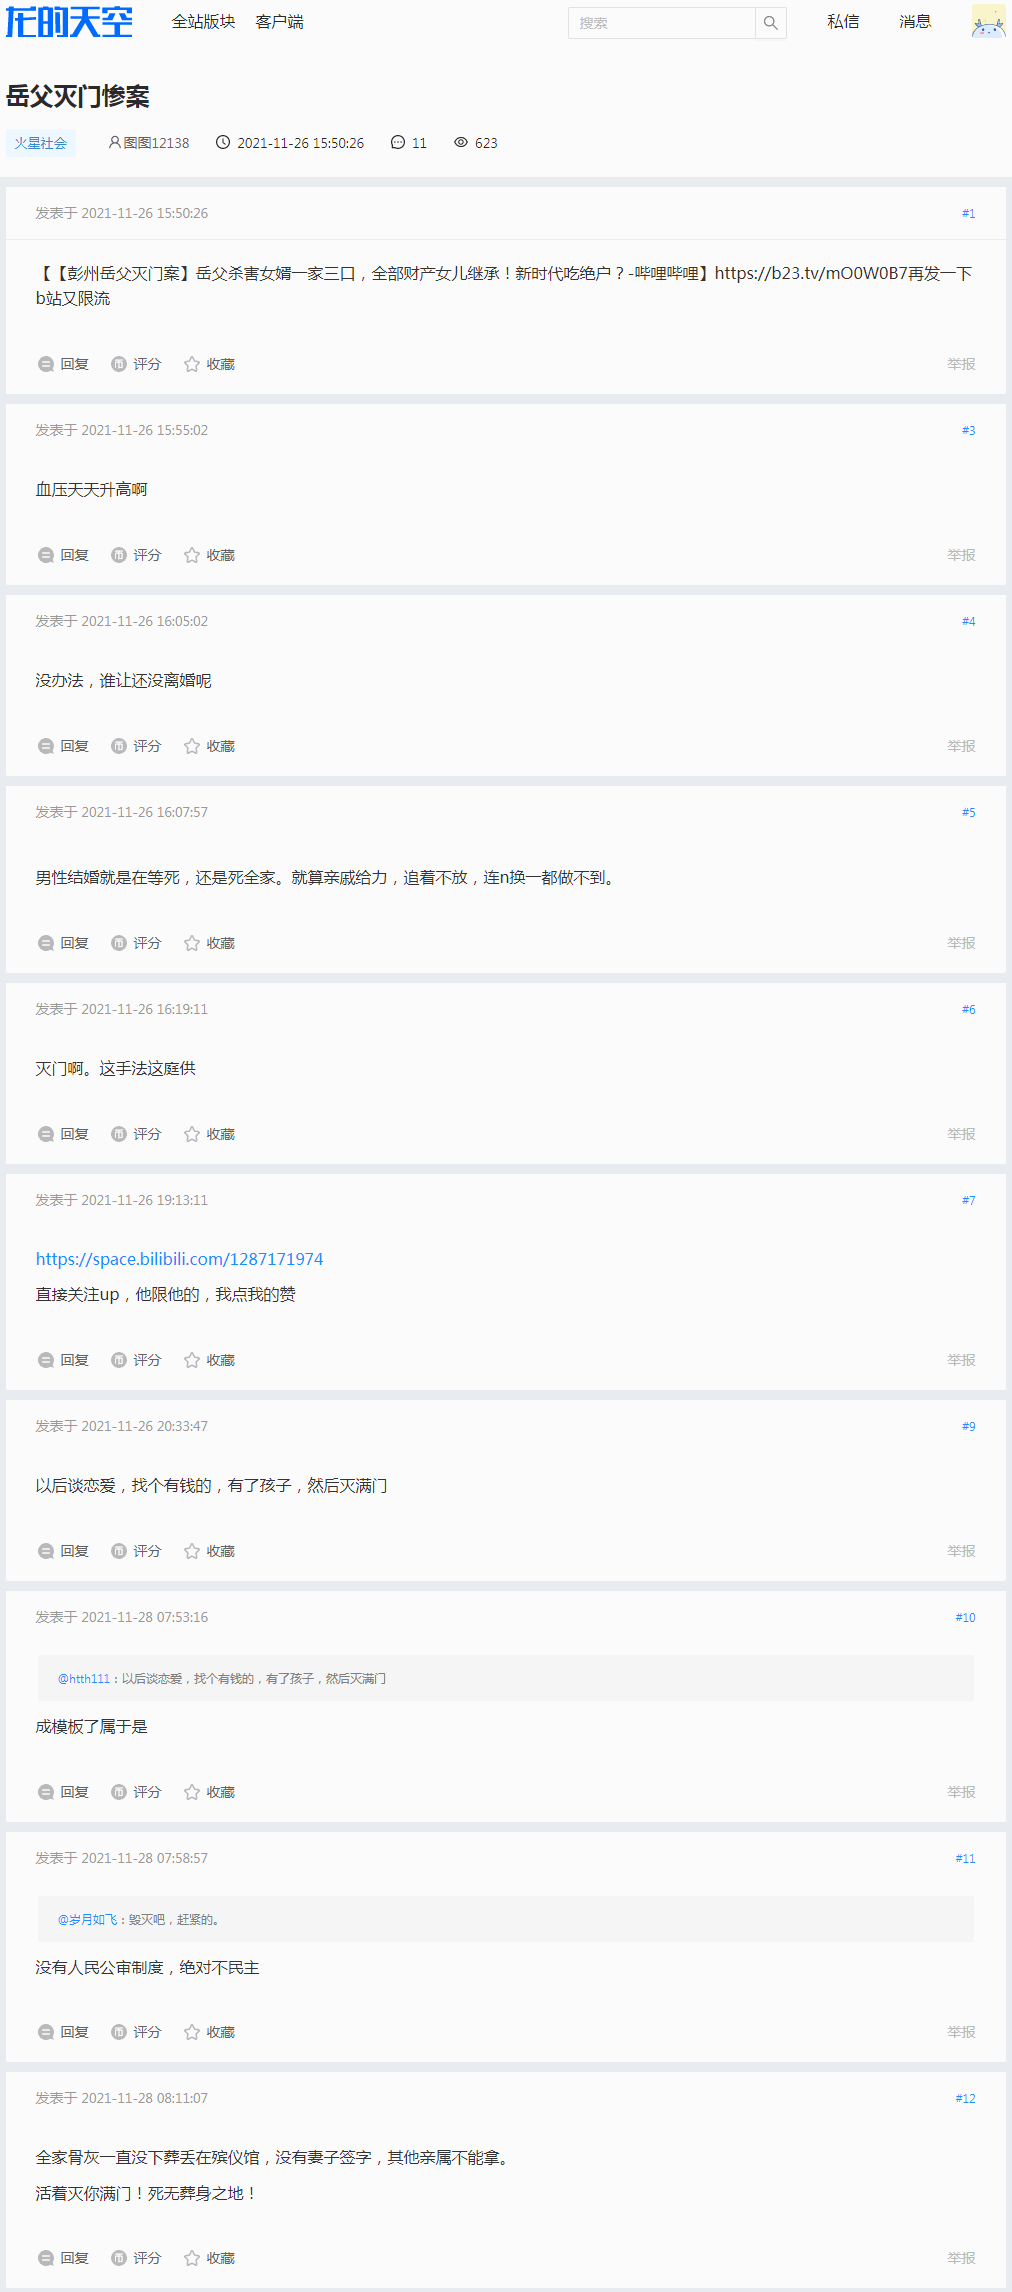 龙的天空 全站版块 客户端 搜索 私信 消息
岳父灭门惨案
火星社会 图图12138 2021-11-26 15:50:26 11 623
发表于 2021-11-26 15:50:26 #1
【【彭州岳父灭门案】岳父杀害女婿一家三口，全部财产女儿继承！新时代吃绝户？-哔哩哔哩】https://b23.tv/mO0W0B7再发一下
b站又限流
回复 评分 收藏 举报
发表于 2021-11-26 15:55:02 #3
血压天天升高啊
回复 评分 收藏 举报
发表于 2021-11-26 16:05:02 #4
没办法，谁让还没离婚呢
回复 评分 收藏 举报
发表于 2021-11-26 16:07:57 #5
男性结婚就是在等死，还是死全家。就算亲戚给力，追着不放，连n换一都做不到。
回复 评分 收藏 举报
发表于 2021-11-26 16:19:11 #6
灭门啊。这手法这庭供
回复 评分 收藏 举报
发表于 2021-11-26 19:13:11 #7
https://space.bilibili.com/1287171974
直接关注up，他限他的，我点我的赞
回复 评分 收藏 举报
发表于 2021-11-26 20:33:47 #9
以后谈恋爱，找个有钱的，有了孩子，然后灭满门
回复 评分 收藏 举报
发表于 2021-11-28 07:53:16 #10
@htth111：以后谈恋爱，找个有钱的，有了孩子，然后灭满门
成模板了属于是
回复 评分 收藏 举报
发表于 2021-11-28 07:58:57 #11
@岁月如飞：毁灭吧，赶紧的。
没有人民公审制度，绝对不民主
回复 评分 收藏 举报
发表于 2021-11-28 08:11:07 #12
全家骨灰一直没下葬丢在殡仪馆，没有妻子签字，其他亲属不能拿。
活着灭你满门！死无葬身之地！
回复 评分 收藏 举报